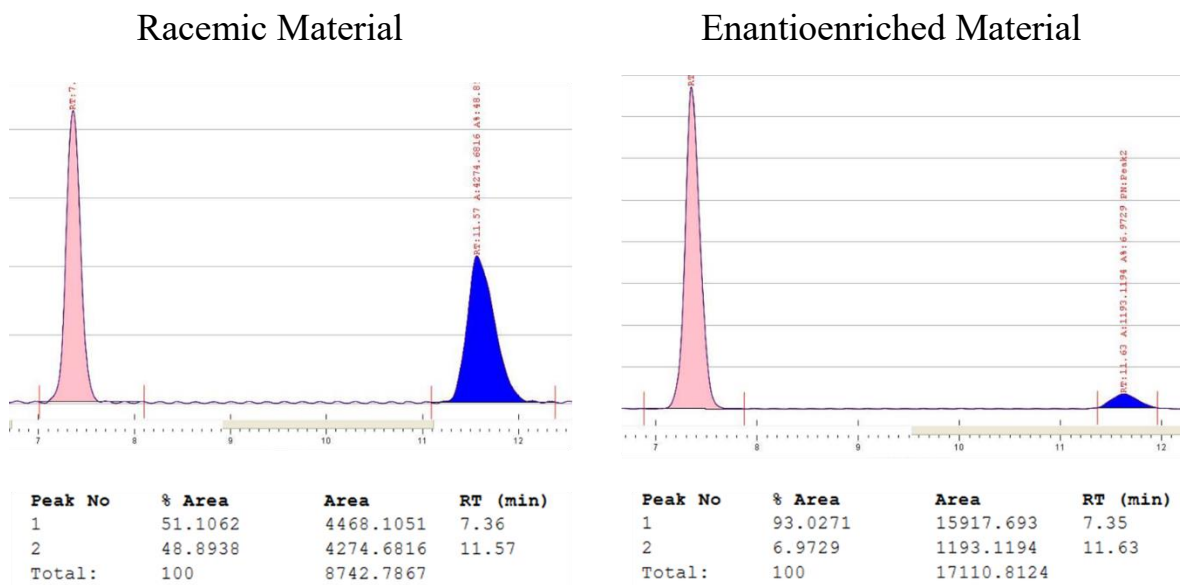 Racemic Material
Enantioenriched Material
RT:7.
RT:11.57 A:4274.6816 A%:48.8
RT
RT:11.63 A:1193.1194 A%:6.9729 PN:Peak2
7 8 9 10 11 12
7 8 9 10 11 12
Peak No % Area Area RT (min)
1 51.1062 4468.1051 7.36
2 48.8938 4274.6816 11.57
Total: 100 8742.7867
Peak No % Area Area RT (min)
1 93.0271 15917.693 7.35
2 6.9729 1193.1194 11.63
Total: 100 17110.8124